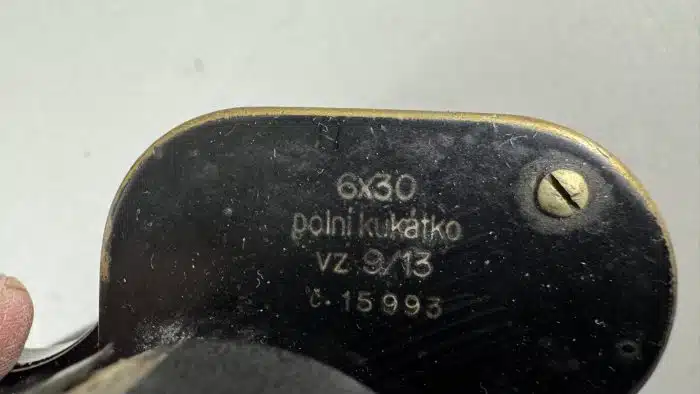 6x30
polní kukátko
vz 9/13
č. 15993